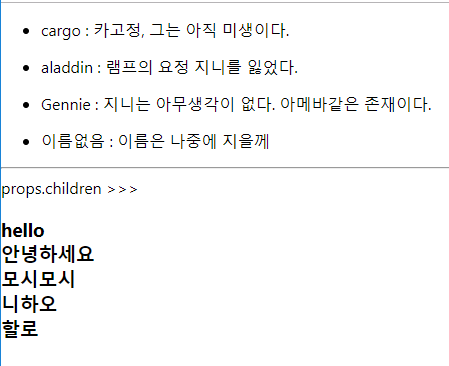 cargo : 카고정, 그는 아직 미생이다.
aladdin : 램프의 요정 지니를 잃었다.
Gennie : 지니는 아무생각이 없다. 아메바같은 존재이다.
이름없음 : 이름은 나중에 지을께
props.children >>>
hello
안녕하세요
모시모시
니하오
할로